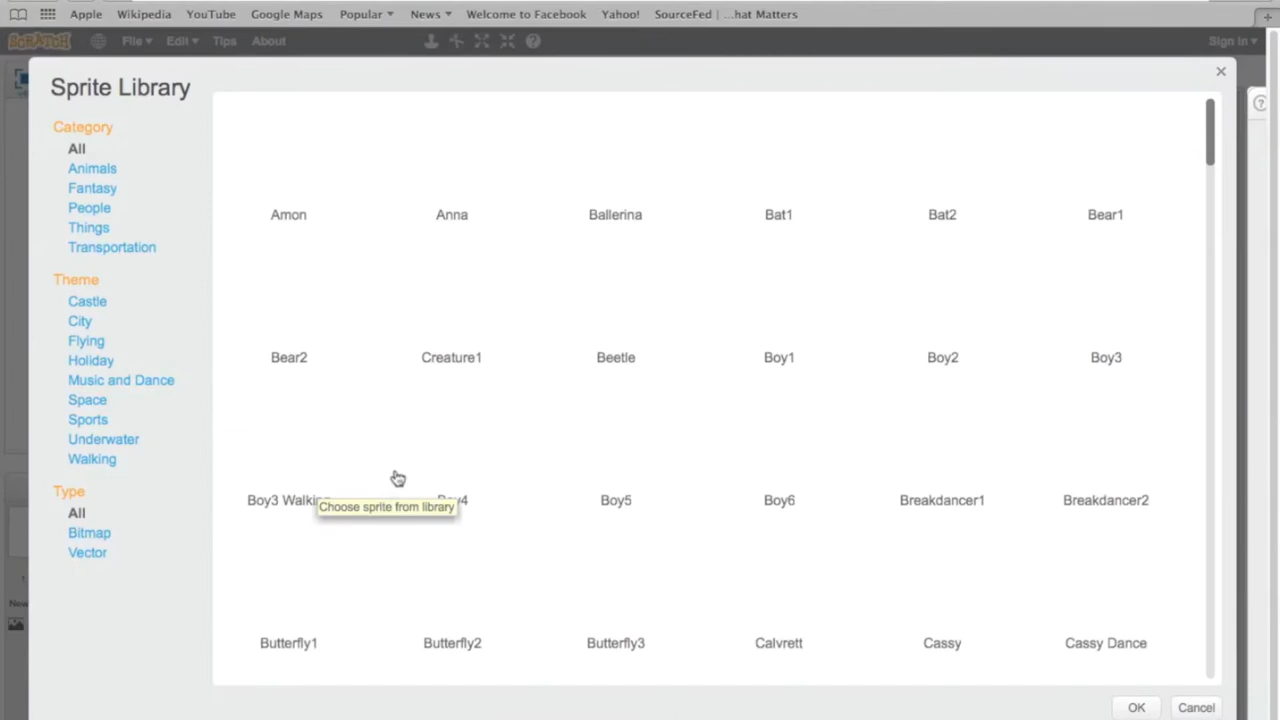 Apple Wikipedia YouTube Google Maps Popular News Welcome to Facebook Yahoo! SourceFed | ...hat Matters
SCRATCH File Edit Tips About Sign In
Sprite Library
Category
All
Animals
Fantasy
People
Things
Transportation
Theme
Castle
City
Flying
Holiday
Music and Dance
Space
Sports
Underwater
Walking
Type
All
Bitmap
Vector
Amon Anna Ballerina Bat1 Bat2 Bear1
Bear2 Creature1 Beetle Boy1 Boy2 Boy3
Boy3 Boy5 Boy6 Breakdancer1 Breakdancer2
Choose sprite from library
Butterfly1 Butterfly2 Butterfly3 Calvrett Cassy Cassy Dance
New
OK Cancel